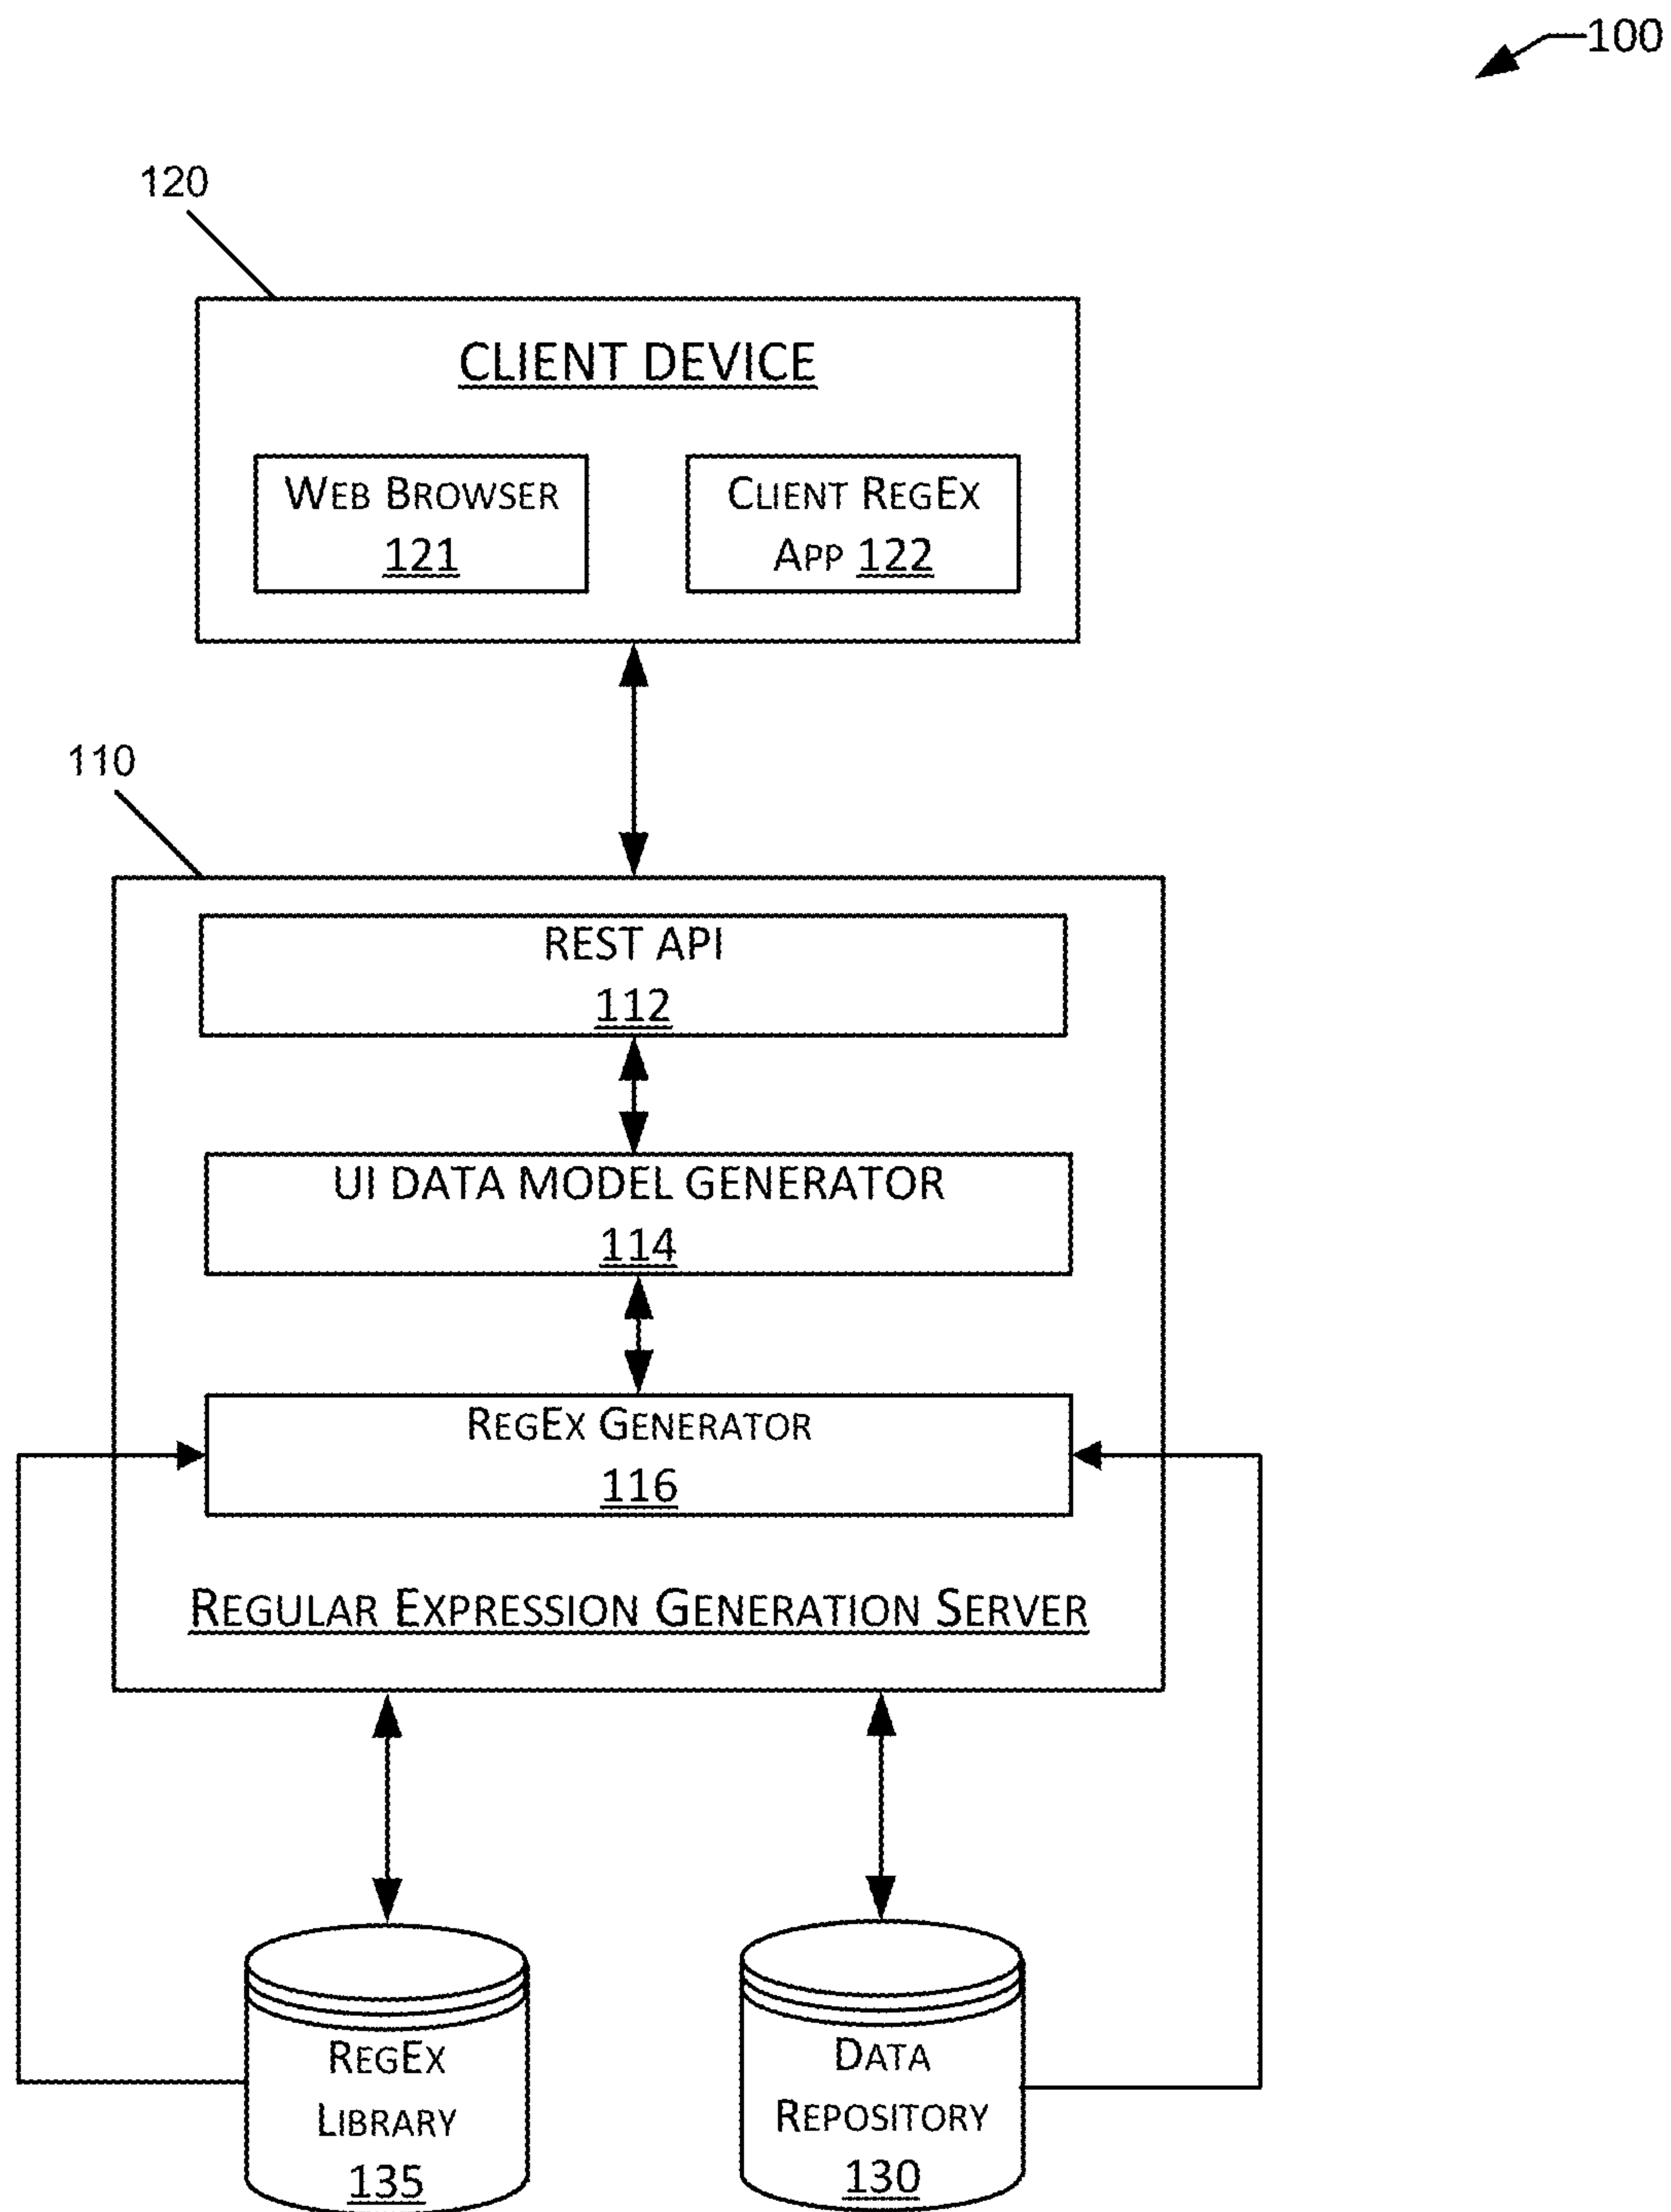 100
120
CLIENT DEVICE
WEB BROWSER
121
CLIENT REGEX
APP 122
110
REST API
112
UI DATA MODEL GENERATOR
114
REGEX GENERATOR
116
REGULAR EXPRESSION GENERATION SERVER
REGEX
LIBRARY
135
DATA
REPOSITORY
130